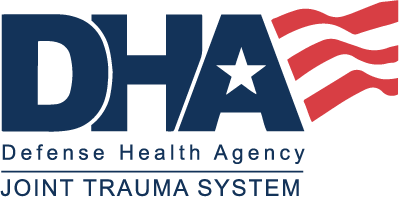 DHA
Defense Health Agency
JOINT TRAUMA SYSTEM